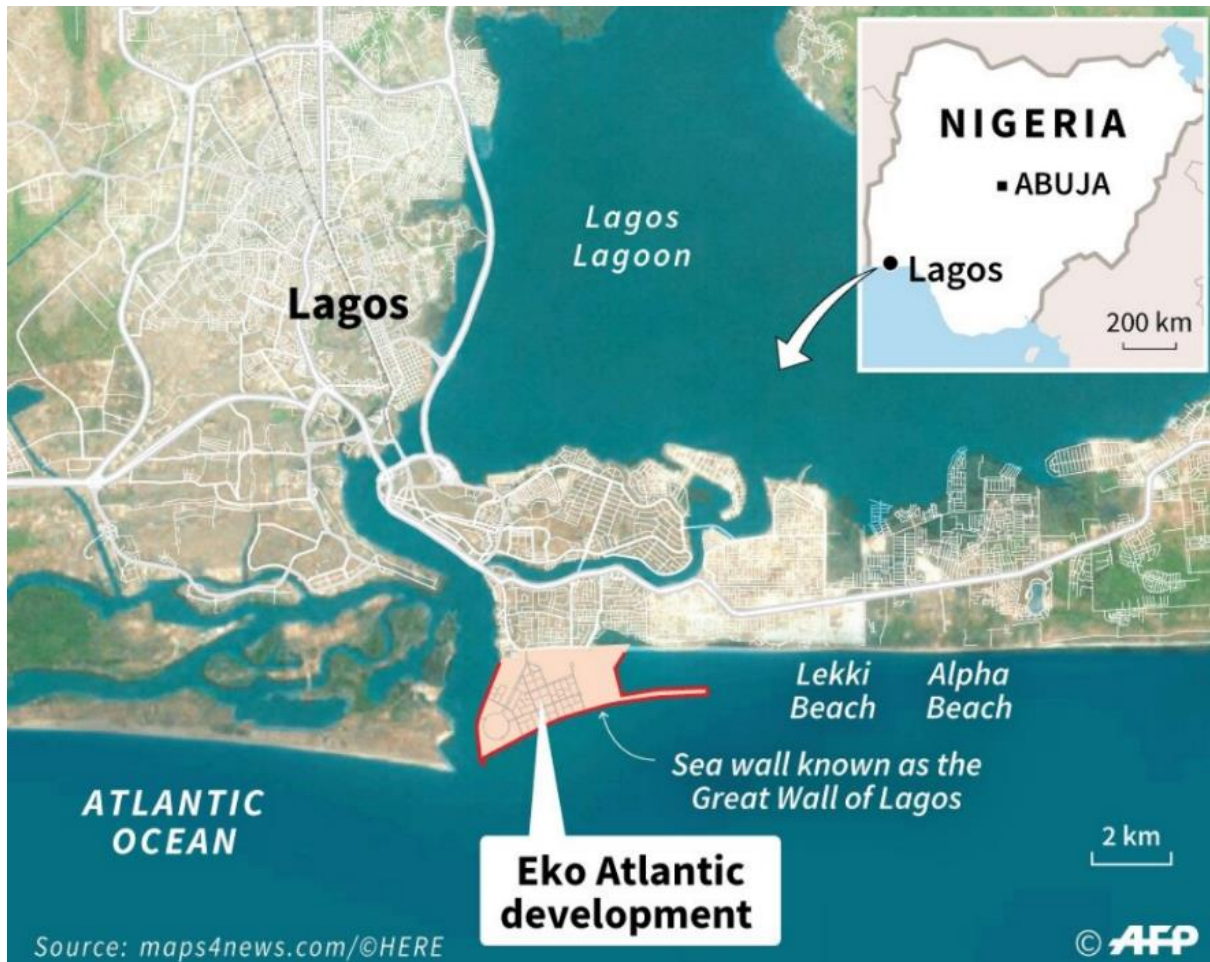 NIGERIA
ABUJA
Lagos
200 km
Lagos
Lagoon
Lagos
Lekki
Beach
Alpha
Beach
Sea wall known as the
Great Wall of Lagos
ATLANTIC
OCEAN
2 km
Eko Atlantic
development
Source: maps4news.com/©HERE
© AFP